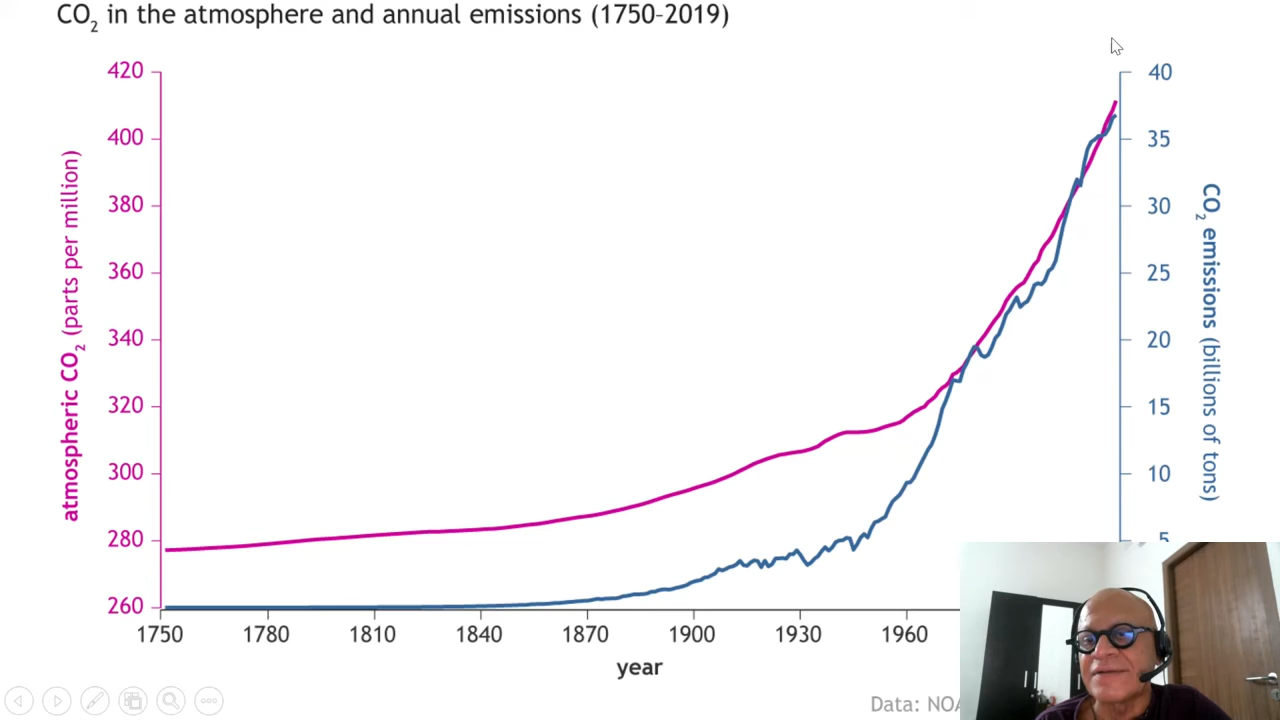 CO2 in the atmosphere and annual emissions (1750-2019)
420
400
380
360
340
320
300
280
260
atmospheric CO2 (parts per million)
40
35
30
25
20
15
10
5
CO2 emissions (billions of tons)
1750 1780 1810 1840 1870 1900 1930 1960
year
Data: